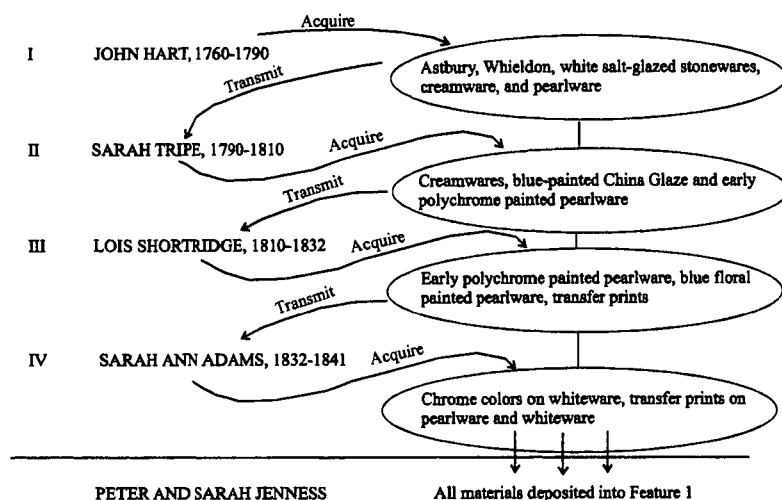 Acquire
I JOHN HART, 1760-1790
Astbury, Whieldon, white salt-glazed stonewares,
creamware, and pearlware
Transmit
II SARAH TRIPE, 1790-1810
Acquire
Creamwares, blue-painted China Glaze and early
polychrome painted pearlware
Transmit
III LOIS SHORTRIDGE, 1810-1832
Acquire
Early polychrome painted pearlware, blue floral
painted pearlware, transfer prints
Transmit
IV SARAH ANN ADAMS, 1832-1841
Acquire
Chrome colors on whiteware, transfer prints on
pearlware and whiteware
PETER AND SARAH JENNESS All materials deposited into Feature 1